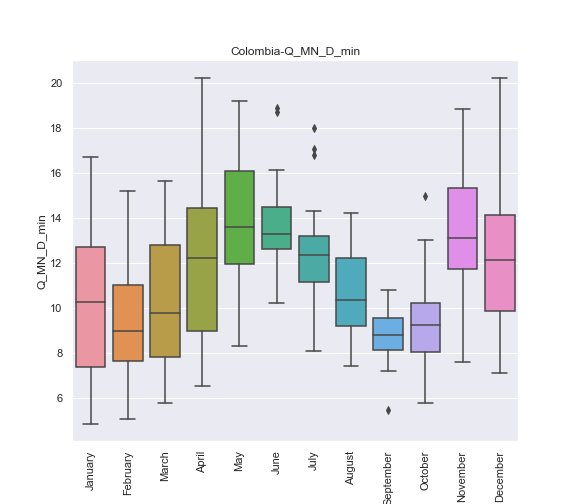 Colombia-Q_MN_D_min
Q_MN_D_min
20
18
16
14
12
10
8
6
January
February
March
April
May
June
July
August
September
October
November
December